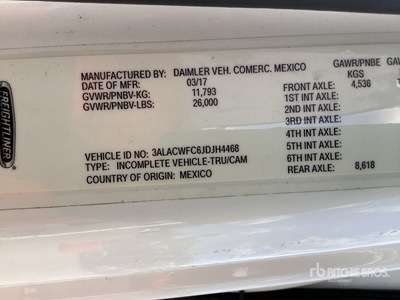 FREIGHTLINER
MANUFACTURED BY: DAIMLER VEH. COMERC. MEXICO
DATE OF MFR: 03/17
GVWR/PNBV-KG: 11,793
GVWR/PNBV-LBS: 26,000
VEHICLE ID NO: 3ALACWFC6JDJH4468
TYPE: INCOMPLETE VEHICLE-TRU/CAM
COUNTRY OF ORIGIN: MEXICO
GAWR/PNBE
KGS
FRONT AXLE: 4,536
1ST INT AXLE:
2ND INT AXLE:
3RD INT AXLE:
4TH INT AXLE:
5TH INT AXLE:
6TH INT AXLE:
REAR AXLE: 8,618
GAW
rb RITCHIE BROS.